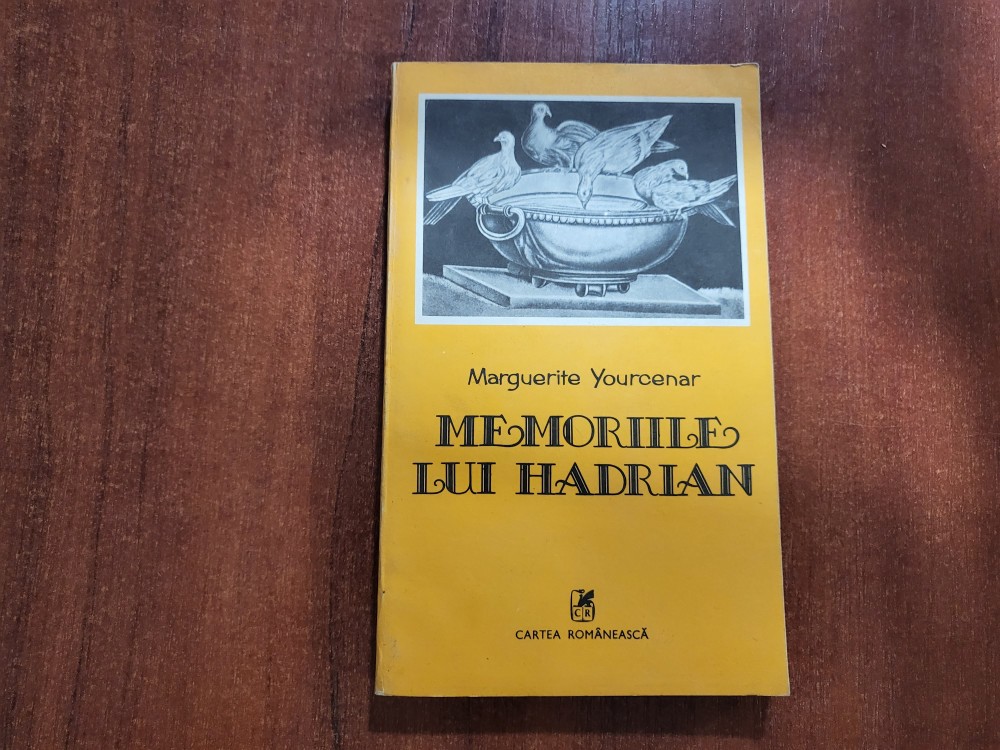 Marguerite Yourcenar
MEMORIILE
LUI HADRIAN
CR
CARTEA ROMÂNEASCĂ